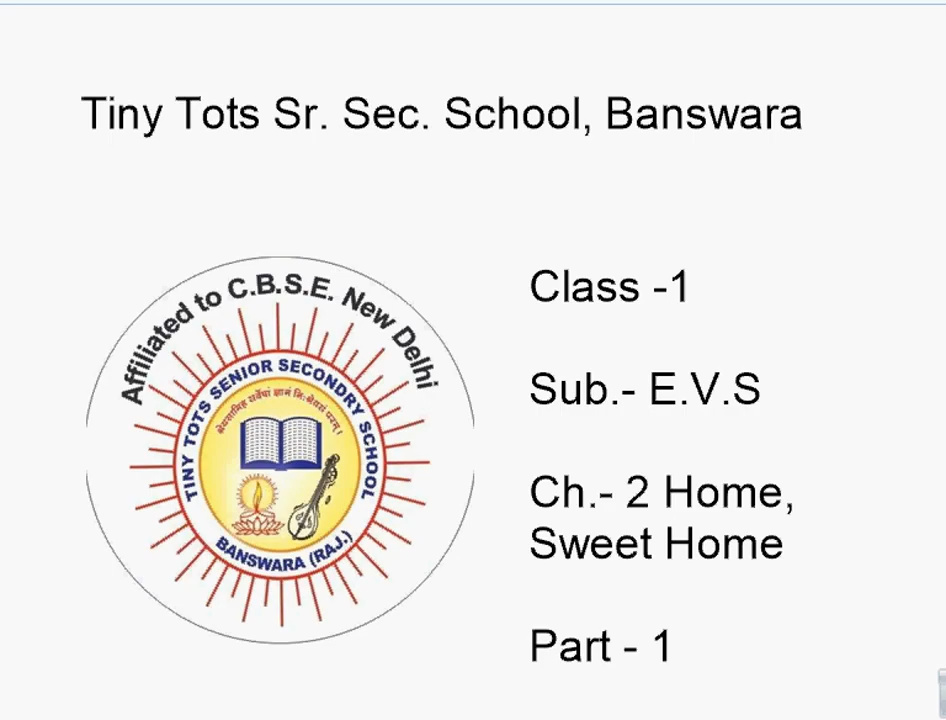 Tiny Tots Sr. Sec. School, Banswara
Affiliated to C.B.S.E. New Delhi
TINY TOTS SENIOR SECONDRY SCHOOL
BANSWARA (RAJ.)
Class -1
Sub.- E.V.S
Ch.- 2 Home,
Sweet Home
Part - 1